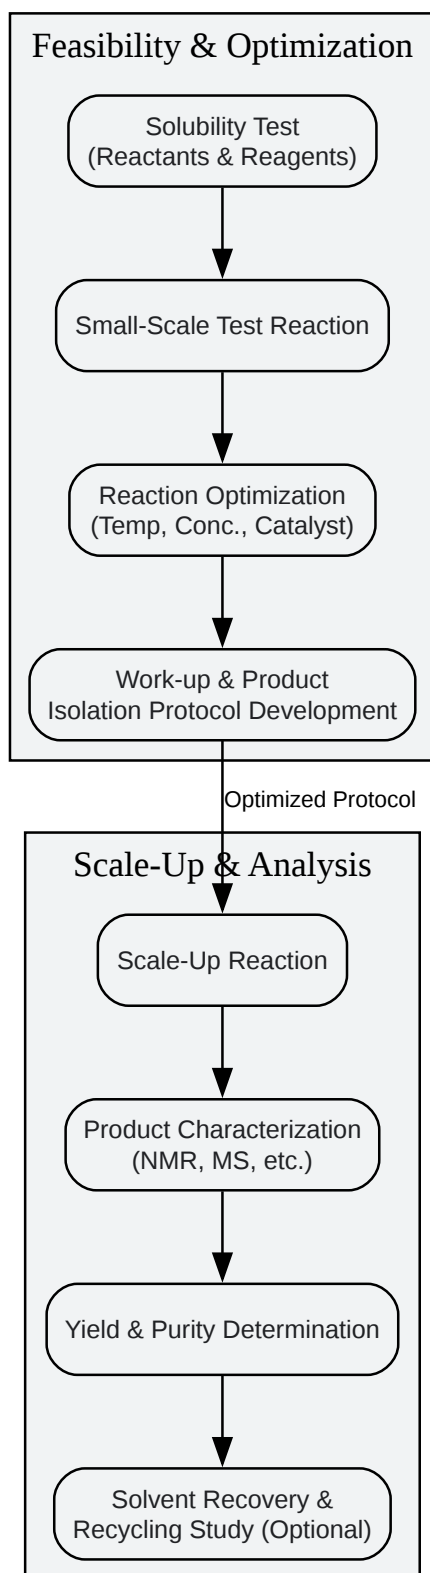 Feasibility & Optimization
Solubility Test
(Reactants & Reagents)
Small-Scale Test Reaction
Reaction Optimization
(Temp, Conc., Catalyst)
Work-up & Product
Isolation Protocol Development
Optimized Protocol
Scale-Up & Analysis
Scale-Up Reaction
Product Characterization
(NMR, MS, etc.)
Yield & Purity Determination
Solvent Recovery &
Recycling Study (Optional)